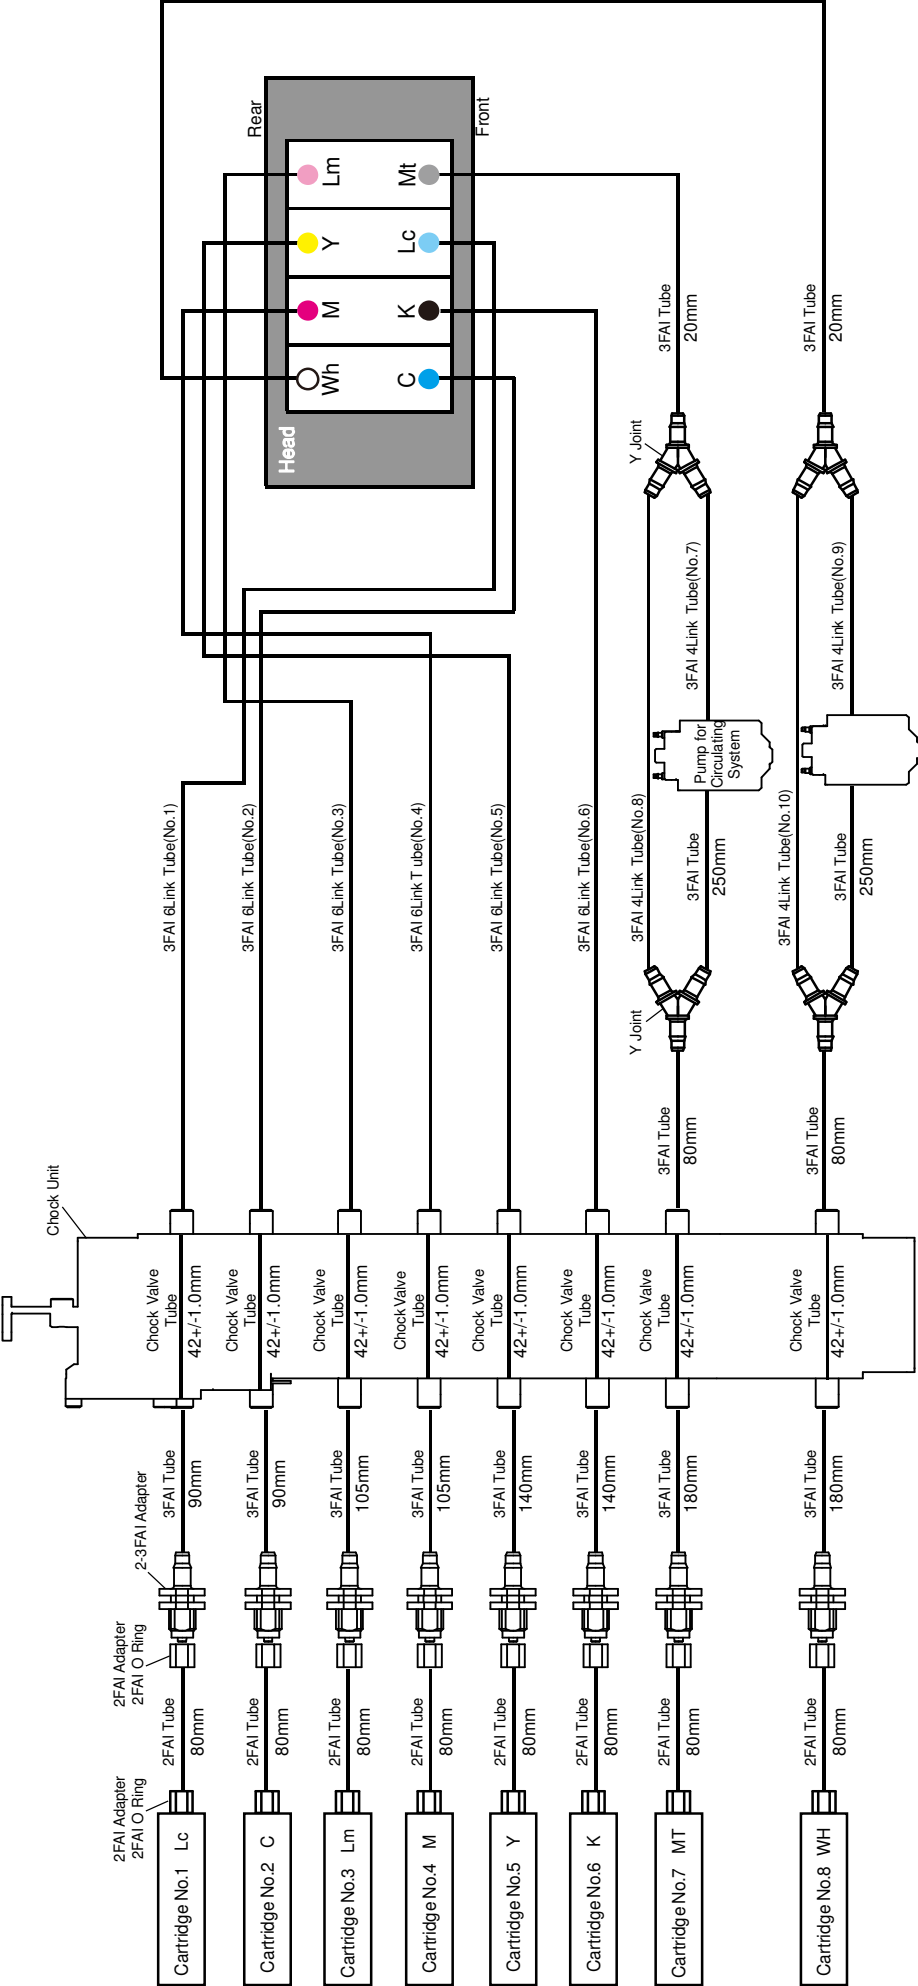 Cartridge No.1 Lc
2FAI Adapter
2FAI O Ring
2FAI Tube
80mm
2FAI Adapter
2FAI O Ring
2-3FAI Adapter
3FAI Tube
90mm
Chock Unit
Chock Valve
Tube
42+/-1.0mm
3FAI 6Link Tube(No.1)
Cartridge No.2 C
2FAI Tube
80mm
3FAI Tube
90mm
Chock Valve
Tube
42+/-1.0mm
3FAI 6Link Tube(No.2)
Cartridge No.3 Lm
2FAI Tube
80mm
3FAI Tube
105mm
Chock Valve
Tube
42+/-1.0mm
3FAI 6Link Tube(No.3)
Cartridge No.4 M
2FAI Tube
80mm
3FAI Tube
105mm
Chock Valve
Tube
42+/-1.0mm
3FAI 6Link T ube(No.4)
Cartridge No.5 Y
2FAI Tube
80mm
3FAI Tube
140mm
Chock Valve
Tube
42+/-1.0mm
3FAI 6Link Tube(No.5)
Cartridge No.6 K
2FAI Tube
80mm
3FAI Tube
140mm
Chock Valve
Tube
42+/-1.0mm
3FAI 6Link Tube(No.6)
Cartridge No.7 MT
2FAI Tube
80mm
3FAI Tube
180mm
Chock Valve
Tube
42+/-1.0mm
3FAI Tube
80mm
Y Joint
3FAI 4Link Tube(No.8)
3FAI Tube
250mm
Pump for
Circulating
System
3FAI 4Link Tube(No.7)
Y Joint
3FAI Tube
20mm
Cartridge No.8 WH
2FAI Tube
80mm
3FAI Tube
180mm
Chock Valve
Tube
42+/-1.0mm
3FAI Tube
80mm
3FAI 4Link Tube(No.10)
3FAI Tube
250mm
3FAI 4Link Tube(No.9)
3FAI Tube
20mm
Rear
Head
Wh M Y Lm
C K Lc Mt
Front